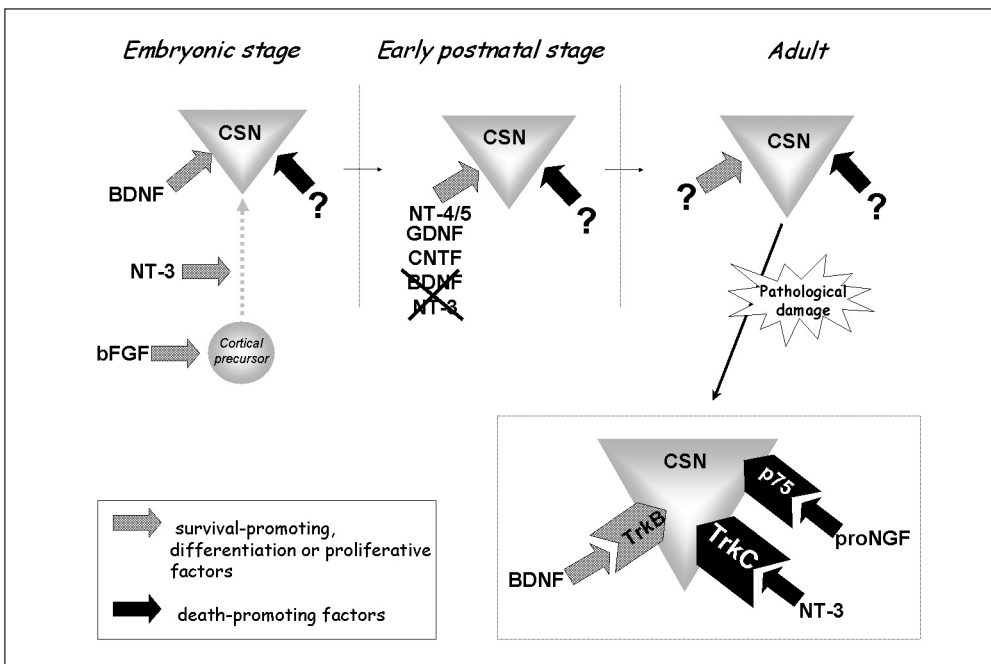 Embryonic stage
Early postnatal stage
Adult
CSN
BDNF
?
NT-3
bFGF
Cortical
precursor
CSN
NT-4/5
GDNF
CNTF
BDNF
NT-3
?
CSN
?
?
Pathological
damage
CSN
p75
proNGF
TrkB
TrkC
BDNF
NT-3
survival-promoting,
differentiation or proliferative
factors
death-promoting factors